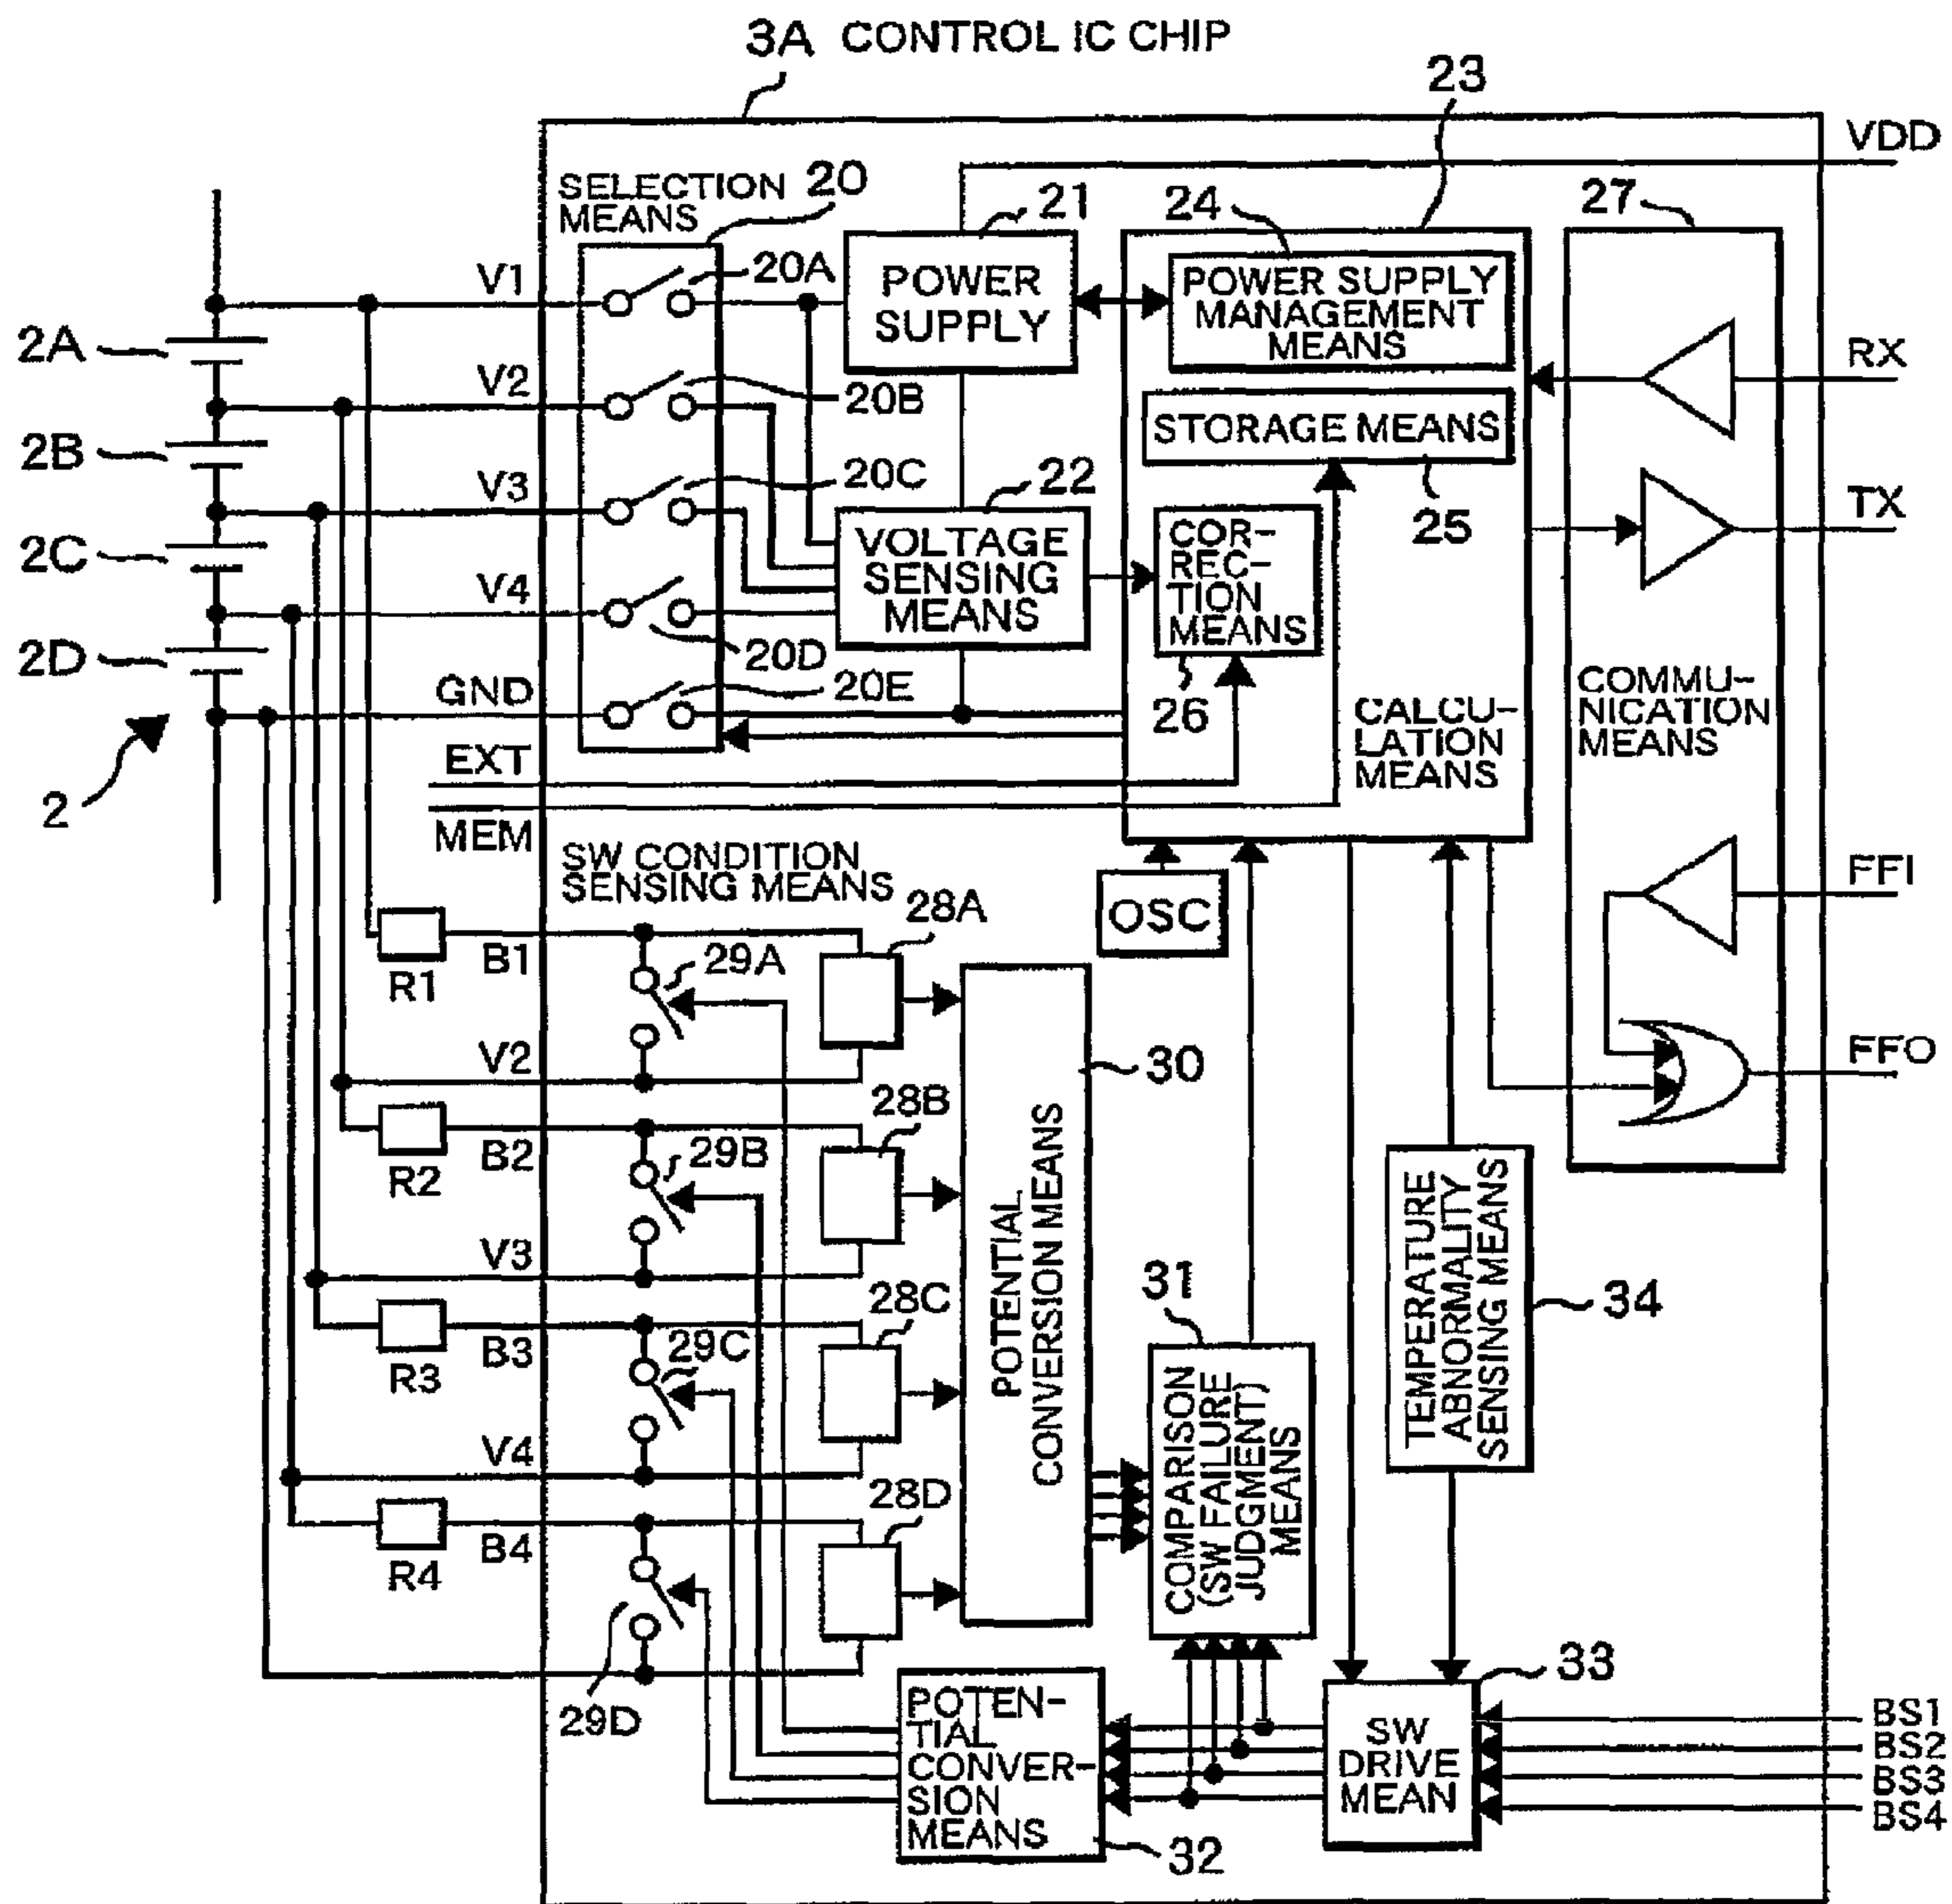 3A CONTROL IC CHIP
23
VDD
SELECTION
MEANS
20
21
24
27
V1
20A
POWER
SUPPLY
POWER SUPPLY
MANAGEMENT
MEANS
RX
2A
V2
20B
STORAGE MEANS
2B
V3
20C
22
25
TX
VOLTAGE
SENSING
MEANS
COR-
REC-
TION
MEANS
2C
V4
2D
20D
GND
20E
26
CALCU-
LATION
MEANS
COMMU-
NICATION
MEANS
2
EXT
MEM
SW CONDITION
SENSING MEANS
28A
OSC
FFI
R1
B1
29A
V2
30
FFO
28B
R2
B2
29B
POTENTIAL
CONVERSION MEANS
TEMPERATURE
ABNORMALITY
SENSING MEANS
V3
28C
31
34
R3
B3
29C
COMPARISON
(SW FAILURE
JUDGMENT)
MEANS
V4
28D
R4
B4
29D
33
POTEN-
TIAL
CONVER-
SION
MEANS
32
SW
DRIVE
MEAN
BS1
BS2
BS3
BS4